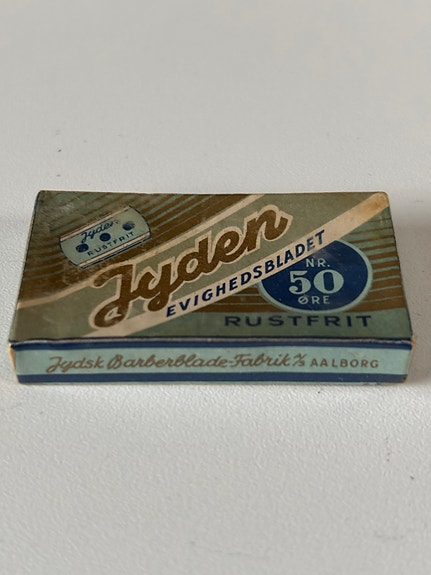 Jyden
RUSTFRIT
Jyden
EVIGHEDSBLADET
NR.
50
ØRE
RUSTFRIT
Jydsk Barberblade-Fabrik A/S AALBORG